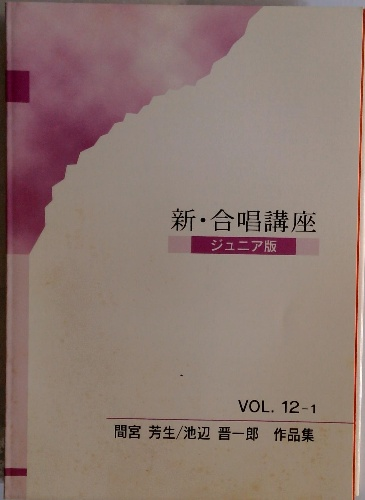 新・合唱講座
ジュニア版
VOL. 12-1
間宮 芳生/池辺 晋一郎 作品集